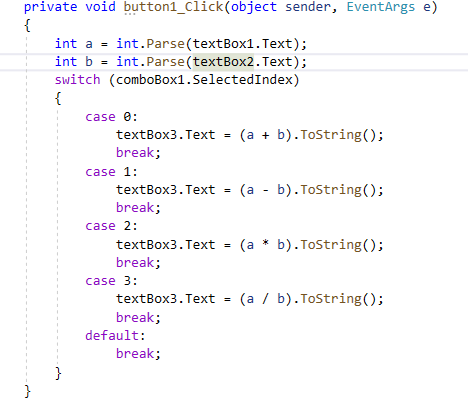 private void button1_Click(object sender, EventArgs e)
{
    int a = int.Parse(textBox1.Text);
    int b = int.Parse(textBox2.Text);
    switch (comboBox1.SelectedIndex)
    {
        case 0:
            textBox3.Text = (a + b).ToString();
            break;
        case 1:
            textBox3.Text = (a - b).ToString();
            break;
        case 2:
            textBox3.Text = (a * b).ToString();
            break;
        case 3:
            textBox3.Text = (a / b).ToString();
            break;
        default:
            break;
    }
}